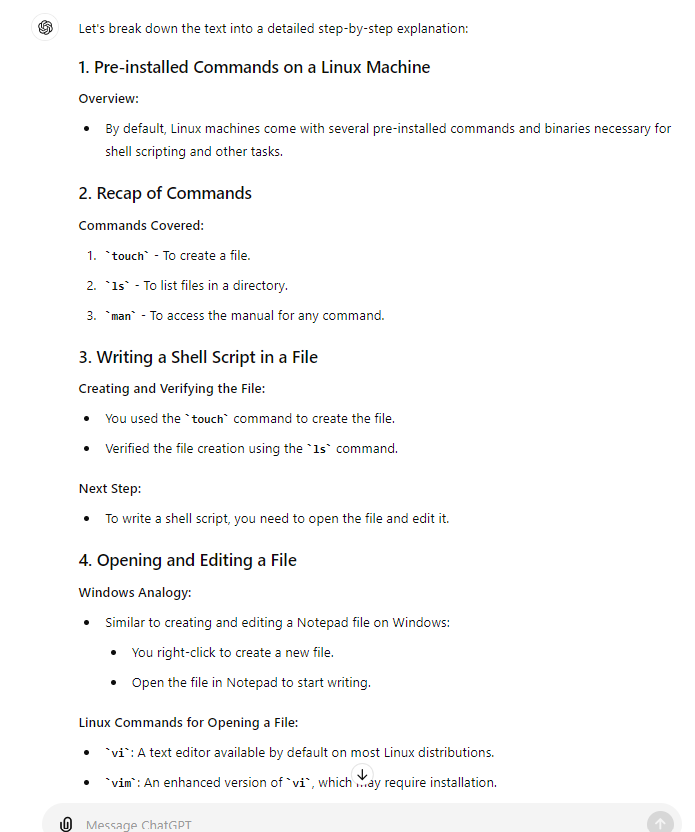 Let's break down the text into a detailed step-by-step explanation:
1. Pre-installed Commands on a Linux Machine
Overview:
• By default, Linux machines come with several pre-installed commands and binaries necessary for
shell scripting and other tasks.
2. Recap of Commands
Commands Covered:
1. `touch` - To create a file.
2. `ls` - To list files in a directory.
3. `man` - To access the manual for any command.
3. Writing a Shell Script in a File
Creating and Verifying the File:
• You used the `touch` command to create the file.
• Verified the file creation using the `ls` command.
Next Step:
• To write a shell script, you need to open the file and edit it.
4. Opening and Editing a File
Windows Analogy:
• Similar to creating and editing a Notepad file on Windows:
• You right-click to create a new file.
• Open the file in Notepad to start writing.
Linux Commands for Opening a File:
• `vi`: A text editor available by default on most Linux distributions.
• `vim`: An enhanced version of `vi`, which may require installation.
Message ChatGPT